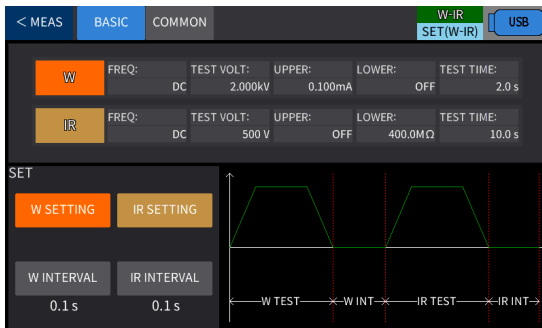 < MEAS BASIC COMMON W-IR SET(W-IR) USB
W FREQ: DC TEST VOLT: 2.000kV UPPER: 0.100mA LOWER: OFF TEST TIME: 2.0 s
IR FREQ: DC TEST VOLT: 500 V UPPER: OFF LOWER: 400.0MΩ TEST TIME: 10.0 s
SET
W SETTING IR SETTING
W INTERVAL IR INTERVAL
0.1 s 0.1 s
W TEST W INT IR TEST IR INT